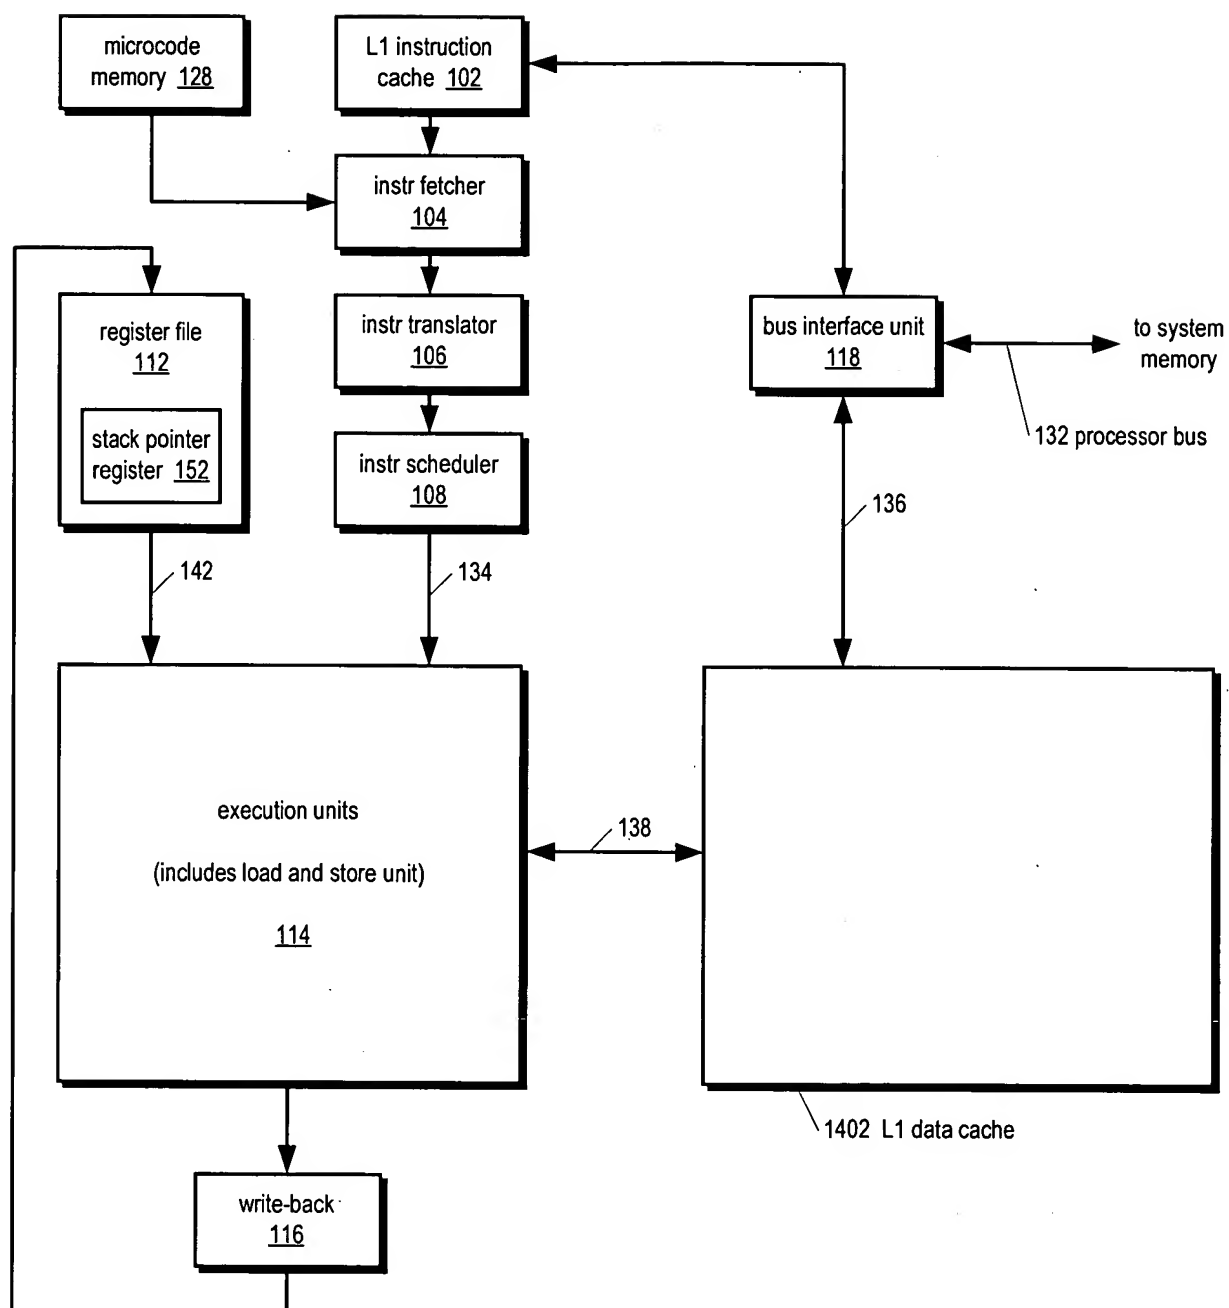 microcode
memory 128
L1 instruction
cache 102
instr fetcher
104
register file
112
stack pointer
register 152
instr translator
106
instr scheduler
108
bus interface unit
118
to system
memory
132 processor bus
136
142
134
execution units
(includes load and store unit)
114
138
1402 L1 data cache
write-back
116